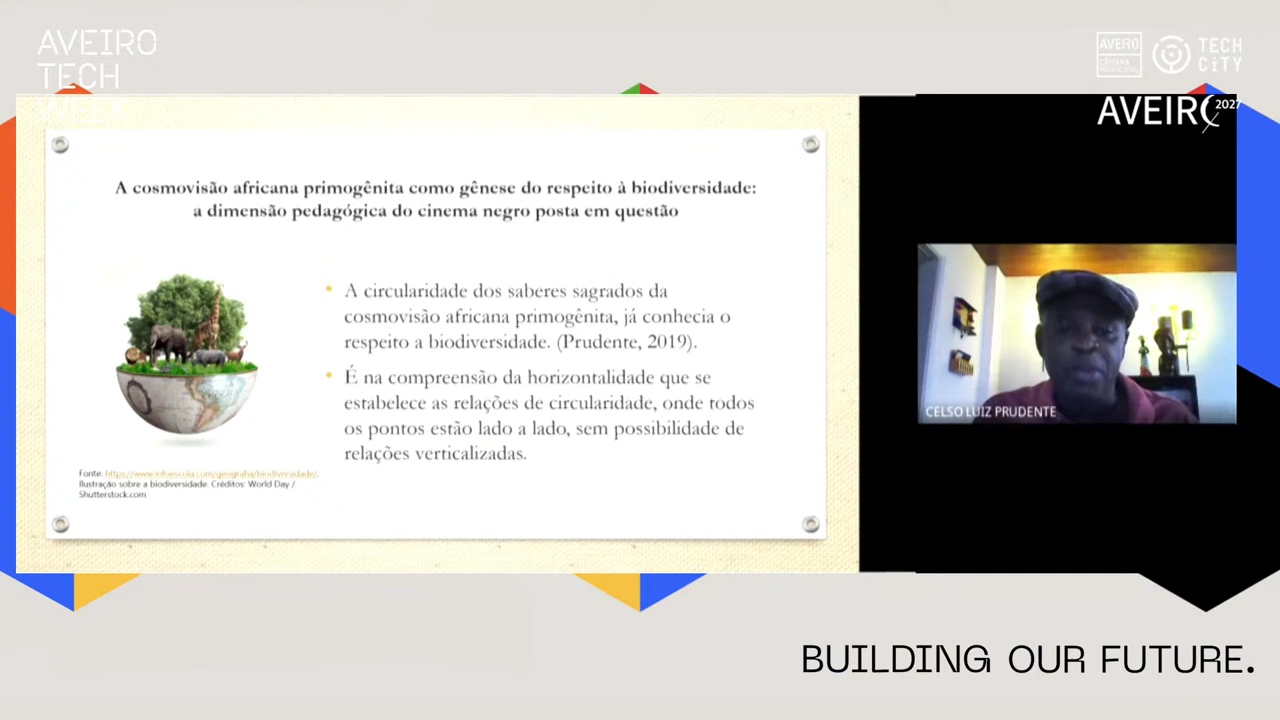 AVEIRO
TECH
WEEK
AVEIRO
CÂMARA
MUNICIPAL
TECH
CiTY
AVEIRO
2027
A cosmovisão africana primogênita como gênese do respeito à biodiversidade:
a dimensão pedagógica do cinema negro posta em questão
• A circularidade dos saberes sagrados da
cosmovisão africana primogênita, já conhecia o
respeito a biodiversidade. (Prudente, 2019).
• É na compreensão da horizontalidade que se
estabelece as relações de circularidade, onde todos
os pontos estão lado a lado, sem possibilidade de
relações verticalizadas.
Fonte: https://www.infoescola.com/geografia/biodiversidade/.
Ilustração sobre a biodiversidade. Créditos: World Day /
Shutterstock.com
CELSO LUIZ PRUDENTE
BUILDING OUR FUTURE.